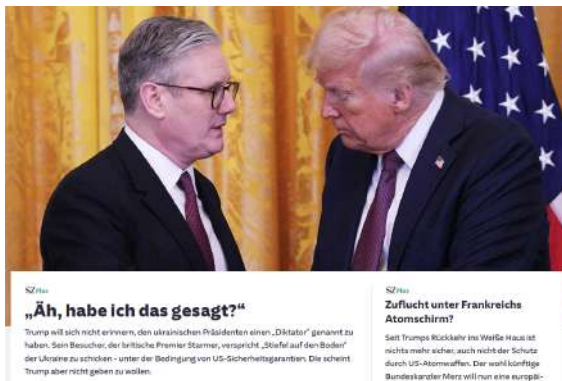 SZ Plus
„Äh, habe ich das gesagt?“
Trump will sich nicht erinnern, den ukrainischen Präsidenten einen „Diktator“ genannt zu
haben. Sein Besucher, der britische Premier Starmer, verspricht „Stiefel auf den Boden“
der Ukraine zu schicken – unter der Bedingung von US-Sicherheitsgarantien. Die scheint
Trump aber nicht geben zu wollen.
SZ Plus
Zuflucht unter Frankreichs
Atomschirm?
Seit Trumps Rückkehr ins Weiße Haus ist
nichts mehr sicher, auch nicht der Schutz
durch US-Atomwaffen. Der wohl künftige
Bundeskanzler Merz will nun eine europäi-